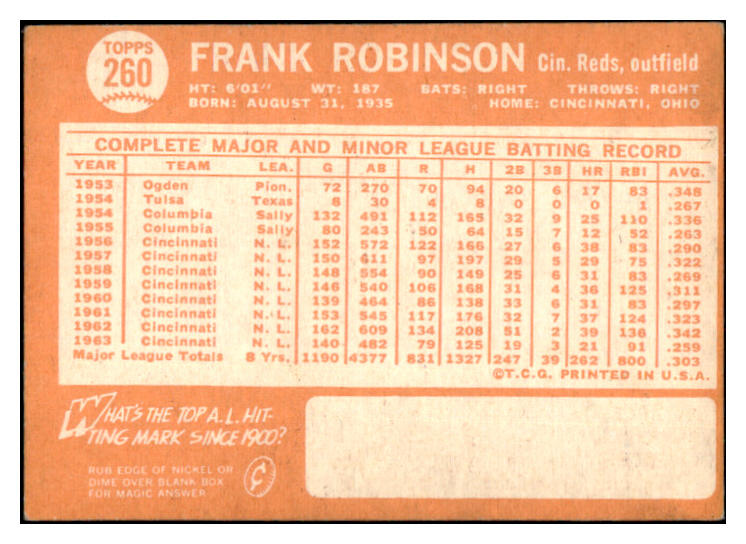 TOPPS
260
FRANK ROBINSON Cin. Reds, outfield
HT: 6'01" WT: 187 BATS: RIGHT THROWS: RIGHT
BORN: AUGUST 31, 1935 HOME: CINCINNATI, OHIO
COMPLETE MAJOR AND MINOR LEAGUE BATTING RECORD
YEAR TEAM LEA. G AB R H 2B 3B HR RBI AVG.
1953 Ogden Pion. 72 270 70 94 20 6 17 83 .348
1954 Tulsa Texas 8 30 4 8 0 0 0 1 .267
1954 Columbia Sally 132 491 112 165 32 9 25 110 .336
1955 Columbia Sally 80 243 50 64 15 7 12 52 .263
1956 Cincinnati N. L. 152 572 122 166 27 6 38 83 .290
1957 Cincinnati N. L. 150 611 97 197 29 5 29 75 .322
1958 Cincinnati N. L. 148 554 90 149 25 6 31 83 .269
1959 Cincinnati N. L. 146 540 106 168 31 4 36 125 .311
1960 Cincinnati N. L. 139 464 86 138 33 6 31 83 .297
1961 Cincinnati N. L. 153 545 117 176 32 7 37 124 .323
1962 Cincinnati N. L. 162 609 134 208 51 2 39 136 .342
1963 Cincinnati N. L. 140 482 79 125 19 3 21 91 .259
Major League Totals 8 Yrs. 1190 4377 831 1327 247 39 262 800 .303
©T.C.G. PRINTED IN U.S.A.
WHAT'S THE TOP A.L. HIT-
TING MARK SINCE 1900?
RUB EDGE OF NICKEL OR
DIME OVER BLANK BOX
FOR MAGIC ANSWER